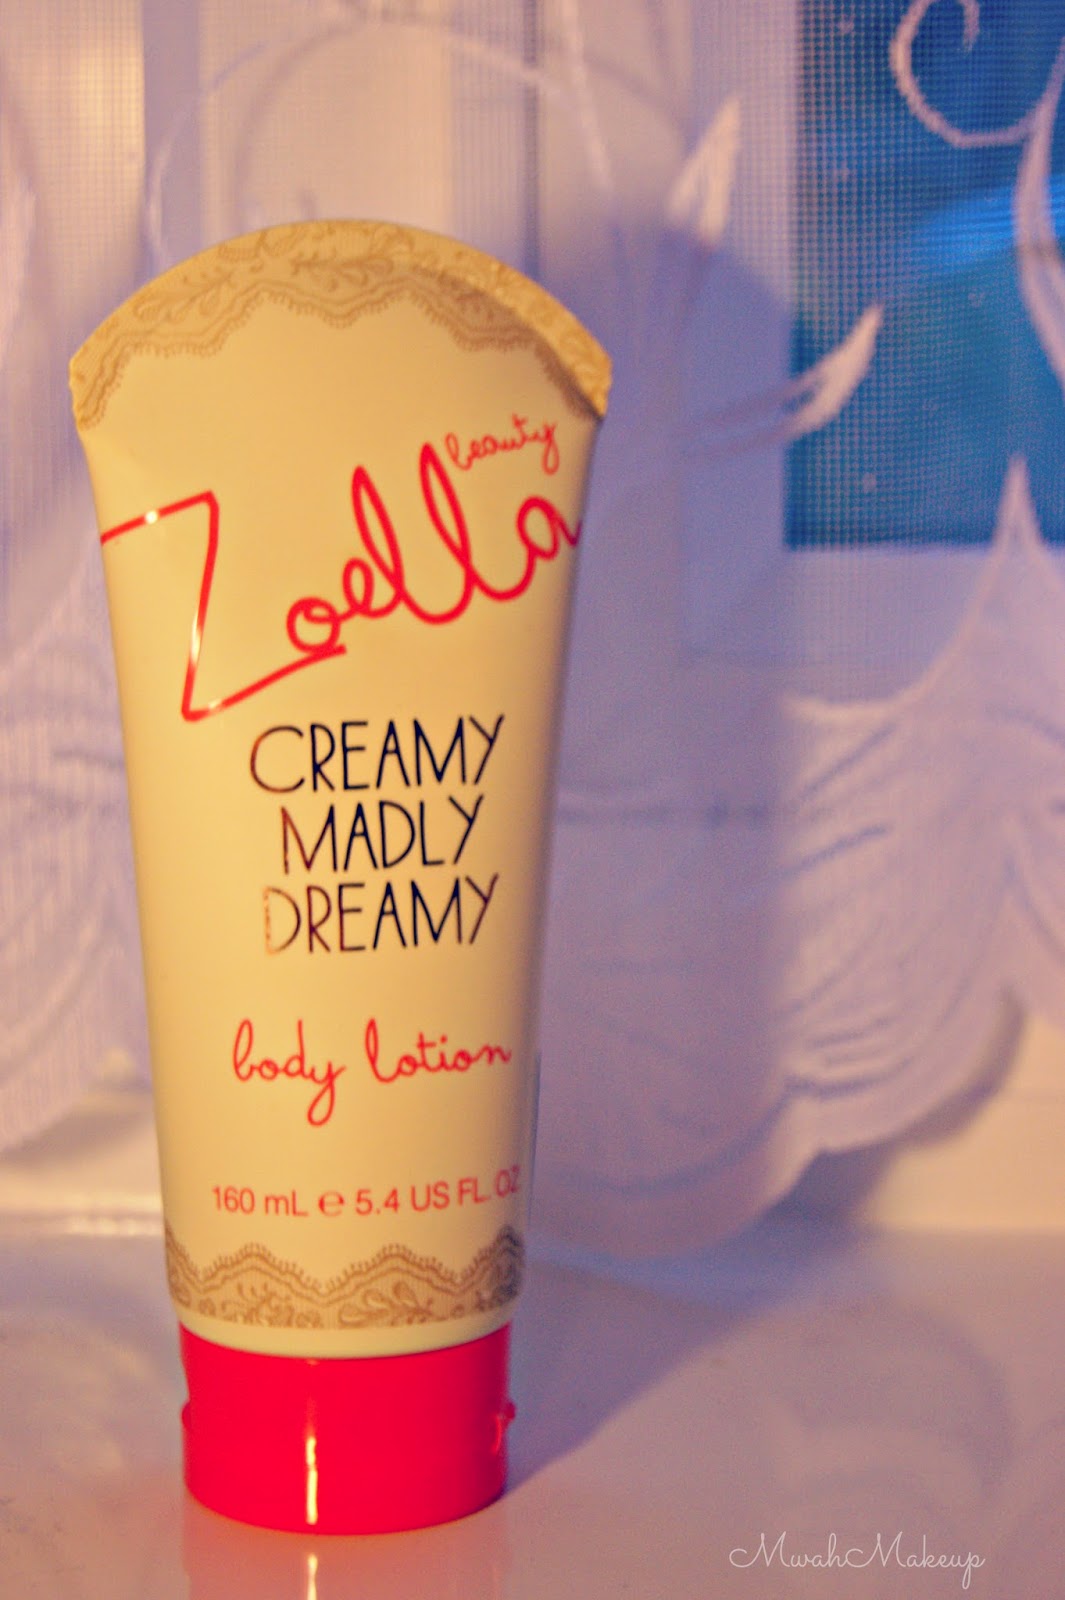 beauty
Zoella
CREAMY
MADLY
DREAMY
body lotion
160 mL e 5.4 US FL. OZ
MwahMakeup